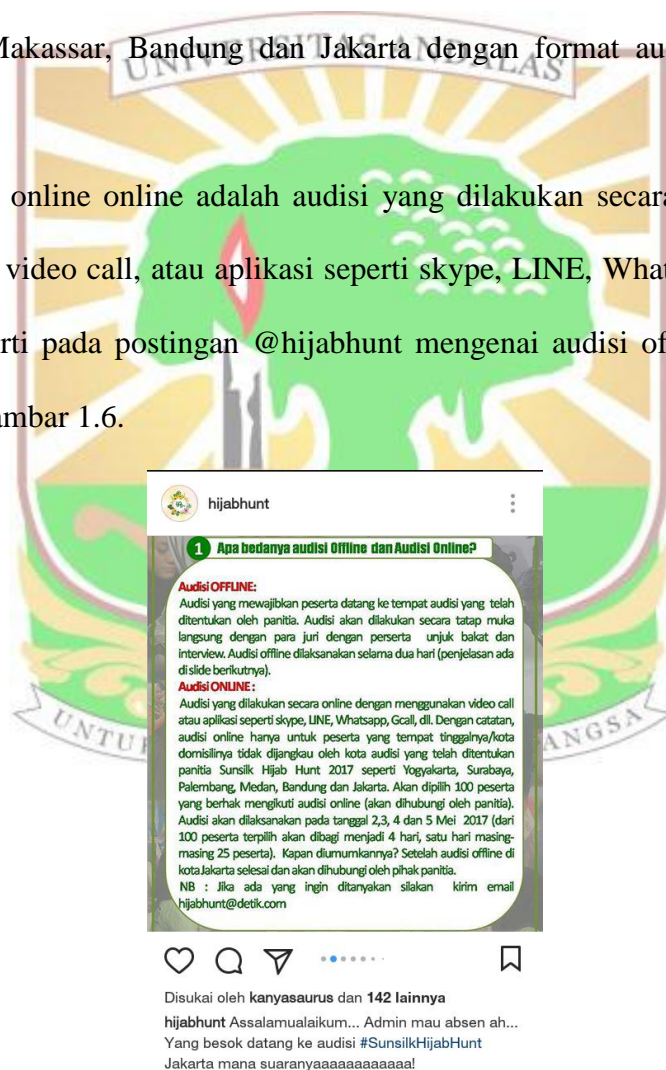 Makassar, Bandung dan Jakarta dengan format au
UNIVERSITAS ANDALAS
online online adalah audisi yang dilakukan secara
video call, atau aplikasi seperti skype, LINE, What
rti pada postingan @hijabhunt mengenai audisi of
ambar 1.6.
hijabhunt
1 Apa bedanya audisi Offline dan Audisi Online?
Audisi OFFLINE:
Audisi yang mewajibkan peserta datang ke tempat audisi yang telah
ditentukan oleh panitia. Audisi akan dilakukan secara tatap muka
langsung dengan para juri dengan perserta unjuk bakat dan
interview. Audisi offline dilaksanakan selama dua hari (penjelasan ada
di slide berikutnya).
Audisi ONLINE :
Audisi yang dilakukan secara online dengan menggunakan video call
atau aplikasi seperti skype, LINE, Whatsapp, Gcall, dll. Dengan catatan,
audisi online hanya untuk peserta yang tempat tinggalnya/kota
domisilinya tidak dijangkau oleh kota audisi yang telah ditentukan
panitia Sunsilk Hijab Hunt 2017 seperti Yogyakarta, Surabaya,
Palembang, Medan, Bandung dan Jakarta. Akan dipilih 100 peserta
yang berhak mengikuti audisi online (akan dihubungi oleh panitia).
Audisi akan dilaksanakan pada tanggal 2,3, 4 dan 5 Mei 2017 (dari
100 peserta terpilih akan dibagi menjadi 4 hari, satu hari masing-
masing 25 peserta). Kapan diumumkannya? Setelah audisi offline di
kota Jakarta selesai dan akan dihubungi oleh pihak panitia.
NB : Jika ada yang ingin ditanyakan silakan kirim email
hijabhunt@detik.com
UNTU
ANGSA
Disukai oleh kanyasaurus dan 142 lainnya
hijabhunt Assalamualaikum... Admin mau absen ah...
Yang besok datang ke audisi #SunsilkHijabHunt
Jakarta mana suaranyaaaaaaaaaaaa!